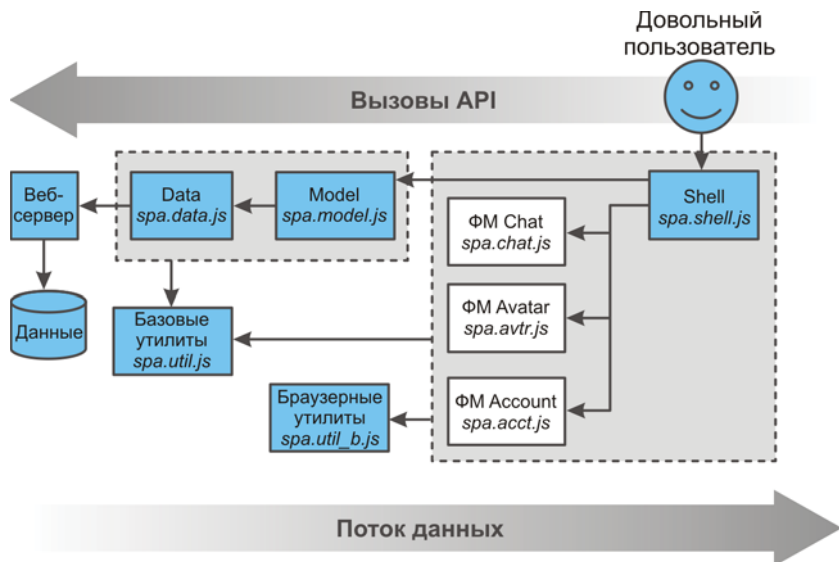 Довольный
пользователь
Вызовы API
Веб-
сервер
Data
spa.data.js
Model
spa.model.js
Shell
spa.shell.js
ФМ Chat
spa.chat.js
Данные
Базовые
утилиты
spa.util.js
ФМ Avatar
spa.avtr.js
Браузерные
утилиты
spa.util_b.js
ФМ Account
spa.acct.js
Поток данных